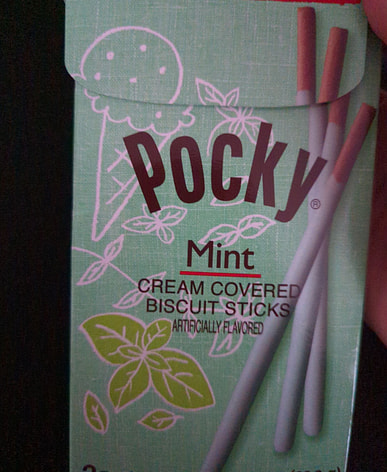 Pocky®
Mint
CREAM COVERED
BISCUIT STICKS
ARTIFICIALLY FLAVORED